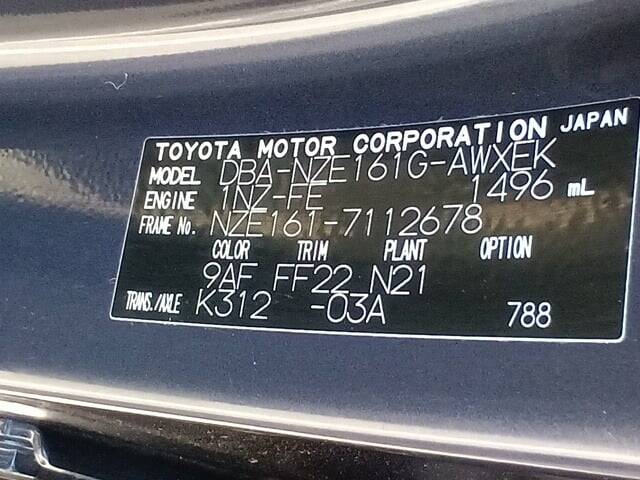 TOYOTA MOTOR CORPORATION JAPAN
MODEL DBA-NZE161G-AWXEK
ENGINE 1NZ-FE 1496 mL
FRAME No. NZE161-7112678
COLOR TRIM PLANT OPTION
9AF FF22 N21
TRANS./AXLE K312 -03A 788